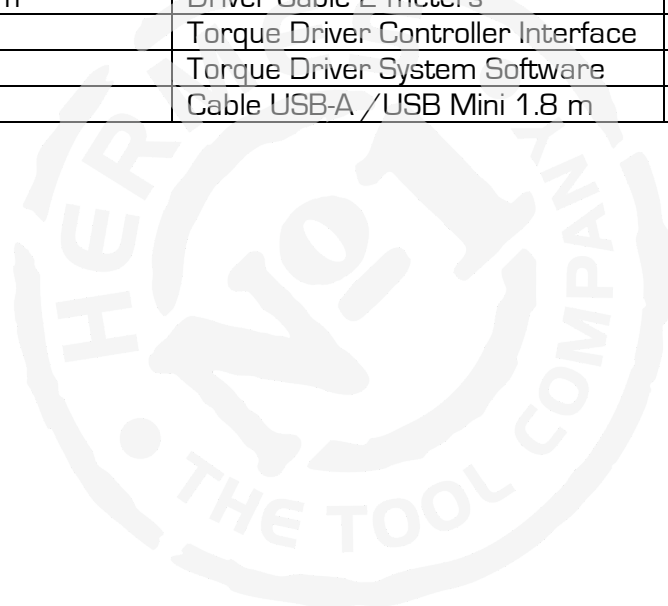 Driver Cable 2 meters
Torque Driver Controller Interface
Torque Driver System Software
Cable USB-A / USB Mini 1.8 m
No1
THE TOOL COMPANY